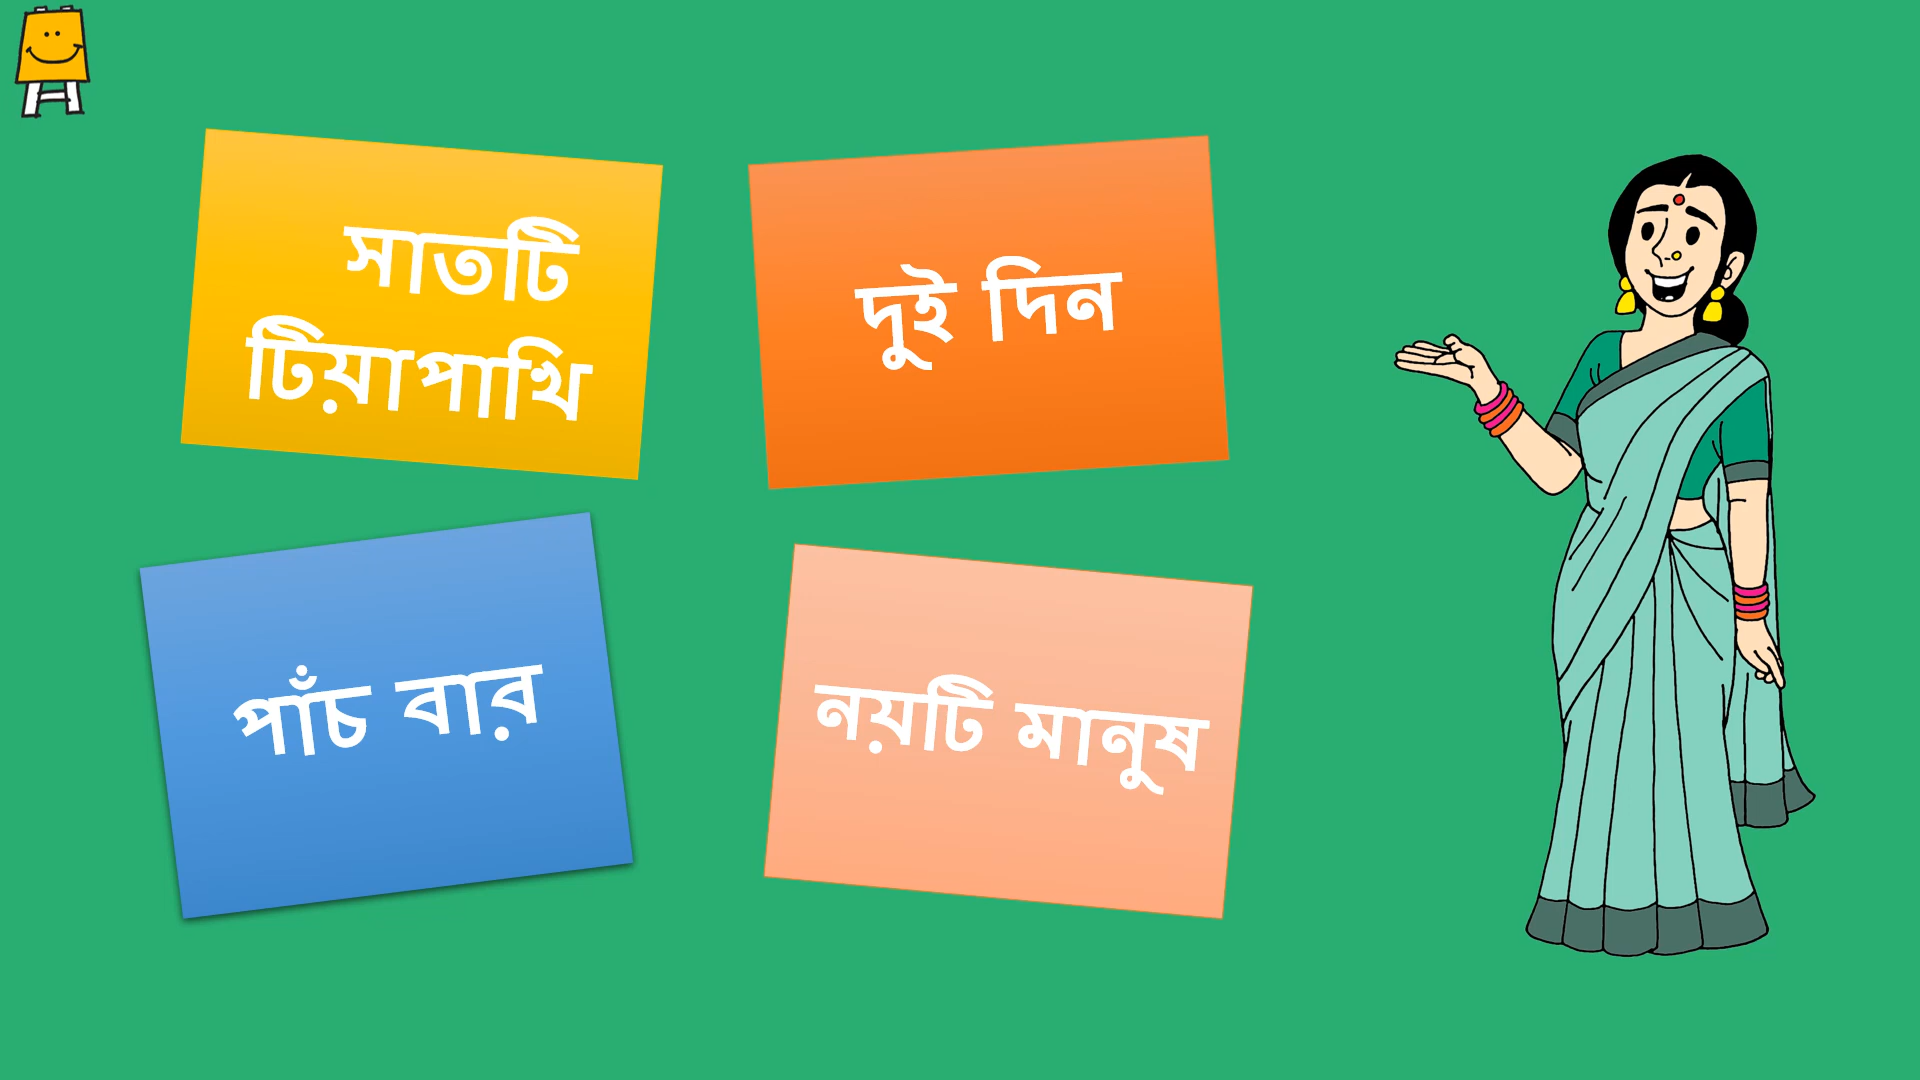 সাতটি
টিয়াপাখি
দুই দিন
পাঁচ বার
নয়টি মানুষ